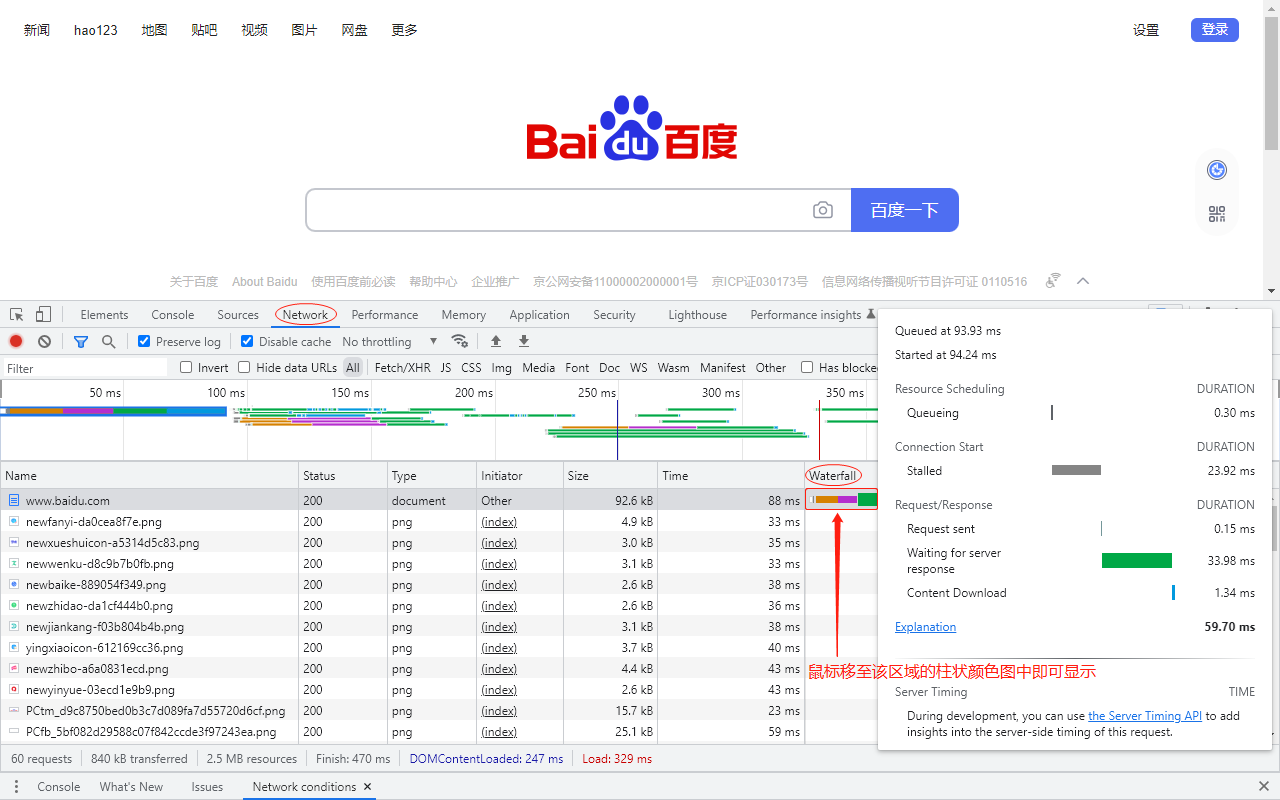 新闻 hao123 地图 贴吧 视频 图片 网盘 更多 设置 登录
Bai du 百度
百度一下
关于百度 About Baidu 使用百度前必读 帮助中心 企业推广 京公网安备11000002000001号 京ICP证030173号 信息网络传播视听节目许可证 0110516
Elements Console Sources Network Performance Memory Application Security Lighthouse Performance insights
Preserve log Disable cache No throttling
Filter Invert Hide data URLs All Fetch/XHR JS CSS Img Media Font Doc WS Wasm Manifest Other Has blocked
50 ms 100 ms 150 ms 200 ms 250 ms 300 ms 350 ms
Name Status Type Initiator Size Time Waterfall
www.baidu.com 200 document Other 92.6 kB 88 ms
newfanyi-da0cea8f7e.png 200 png (index) 4.9 kB 33 ms
newxueshuicon-a5314d5c83.png 200 png (index) 3.0 kB 35 ms
newwenku-d8c9b7b0fb.png 200 png (index) 3.1 kB 33 ms
newbaike-889054f349.png 200 png (index) 2.6 kB 38 ms
newzhidao-da1cf444b0.png 200 png (index) 2.6 kB 36 ms
newjiankang-f03b804b4b.png 200 png (index) 3.1 kB 38 ms
yingxiaoicon-612169cc36.png 200 png (index) 3.7 kB 40 ms
newzhibo-a6a0831ecd.png 200 png (index) 4.4 kB 43 ms
newyinyue-03ecd1e9b9.png 200 png (index) 2.6 kB 43 ms
PCtm_d9c8750bed0b3c7d089fa7d55720d6cf.png 200 png (index) 15.7 kB 23 ms
PCfb_5bf082d29588c07f842ccde3f97243ea.png 200 png (index) 25.1 kB 59 ms
鼠标移至该区域的柱状颜色图中即可显示
Queued at 93.93 ms
Started at 94.24 ms
Resource Scheduling DURATION
Queueing 0.30 ms
Connection Start DURATION
Stalled 23.92 ms
Request/Response DURATION
Request sent 0.15 ms
Waiting for server
response 33.98 ms
Content Download 1.34 ms
Explanation 59.70 ms
Server Timing TIME
During development, you can use the Server Timing API to add
insights into the server-side timing of this request.
60 requests 840 kB transferred 2.5 MB resources Finish: 470 ms DOMContentLoaded: 247 ms Load: 329 ms
Console What's New Issues Network conditions